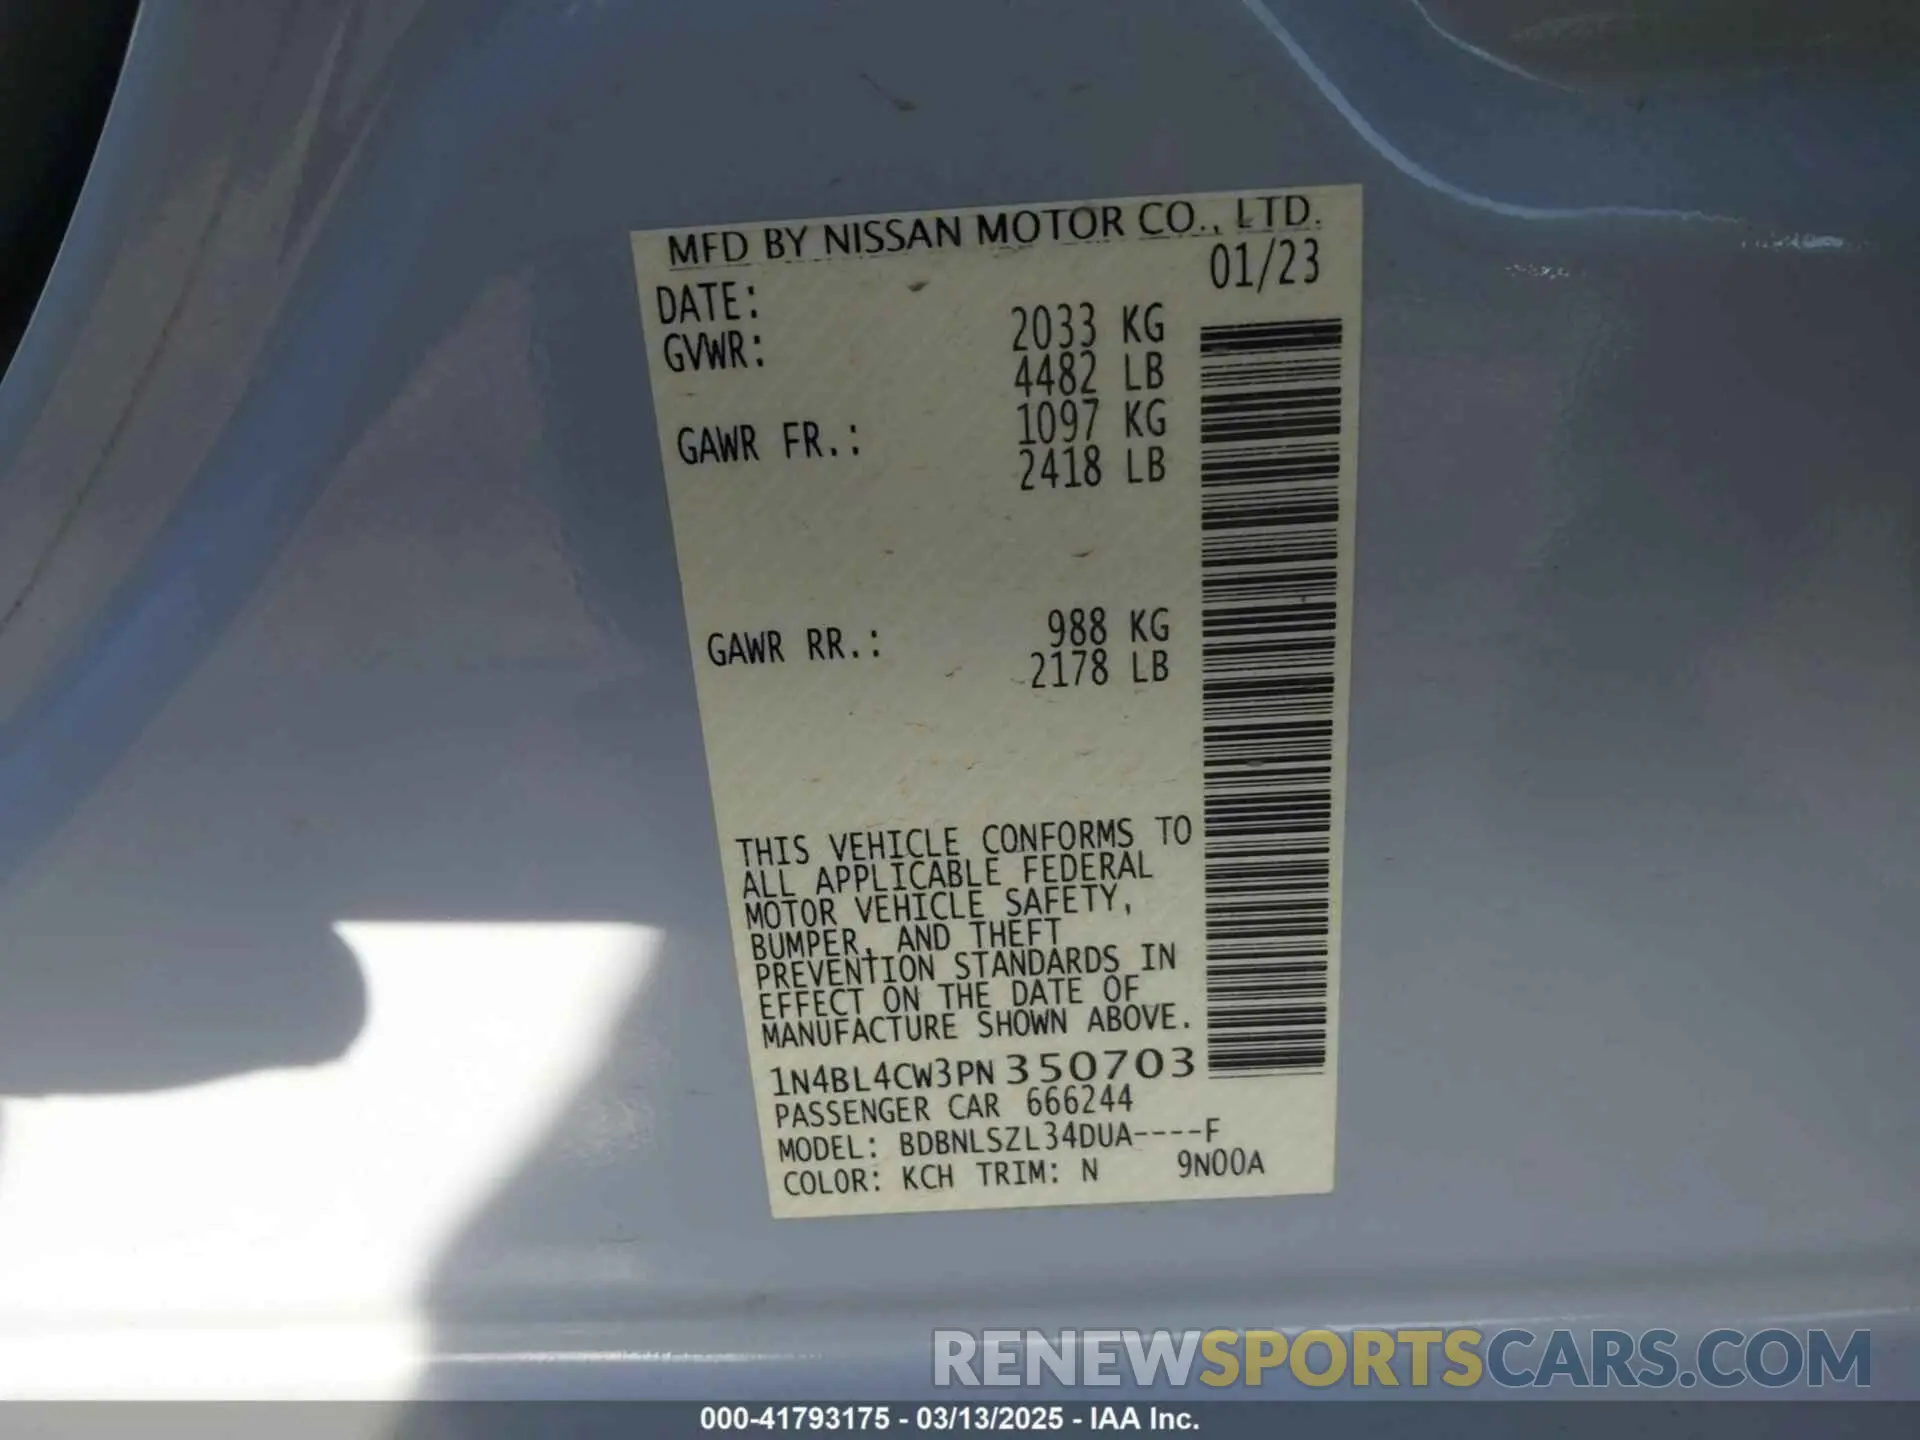 MFD BY NISSAN MOTOR CO., LTD.
DATE: 01/23
GVWR: 2033 KG
4482 LB
GAWR FR.: 1097 KG
2418 LB
GAWR RR.: 988 KG
2178 LB
THIS VEHICLE CONFORMS TO
ALL APPLICABLE FEDERAL
MOTOR VEHICLE SAFETY,
BUMPER, AND THEFT
PREVENTION STANDARDS IN
EFFECT ON THE DATE OF
MANUFACTURE SHOWN ABOVE.
1N4BL4CW3PN350703
PASSENGER CAR 666244
MODEL: BDBNLSZL34DUA----F
COLOR: KCH TRIM: N 9N00A
RENEWSPORTSCARS.COM
000-41793175 - 03/13/2025 - IAA Inc.